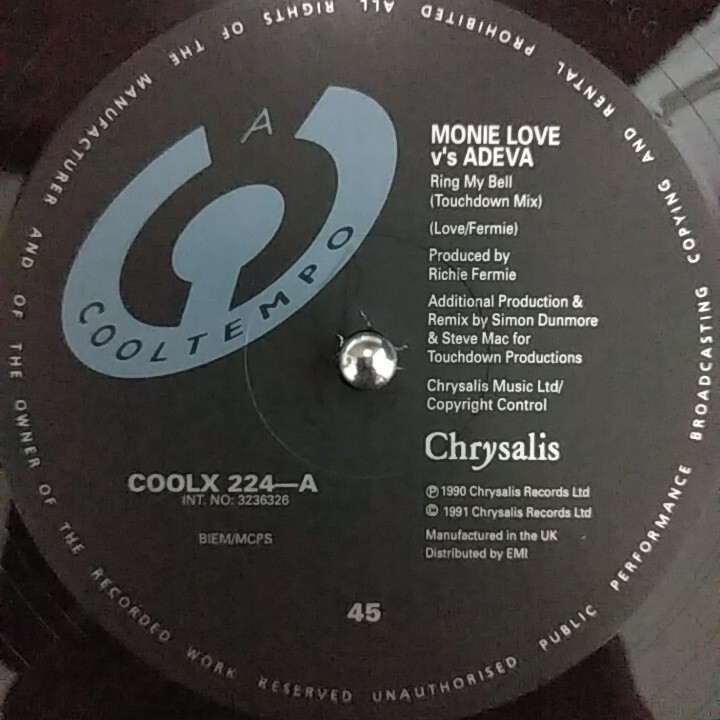 ALL RIGHTS OF THE MANUFACTURER AND OF THE OWNER OF THE RECORDED WORK RESERVED UNAUTHORISED PUBLIC PERFORMANCE BROADCASTING COPYING AND RENTAL PROHIBITED
A
COOLTEMPO
MONIE LOVE
v's ADEVA
Ring My Bell
(Touchdown Mix)
(Love/Fermie)
Produced by
Richie Fermie
Additional Production &
Remix by Simon Dunmore
& Steve Mac for
Touchdown Productions
Chrysalis Music Ltd/
Copyright Control
Chrysalis
COOLX 224—A
INT. NO: 3236326
BIEM/MCPS
℗ 1990 Chrysalis Records Ltd
© 1991 Chrysalis Records Ltd
Manufactured in the UK
Distributed by EMI
45